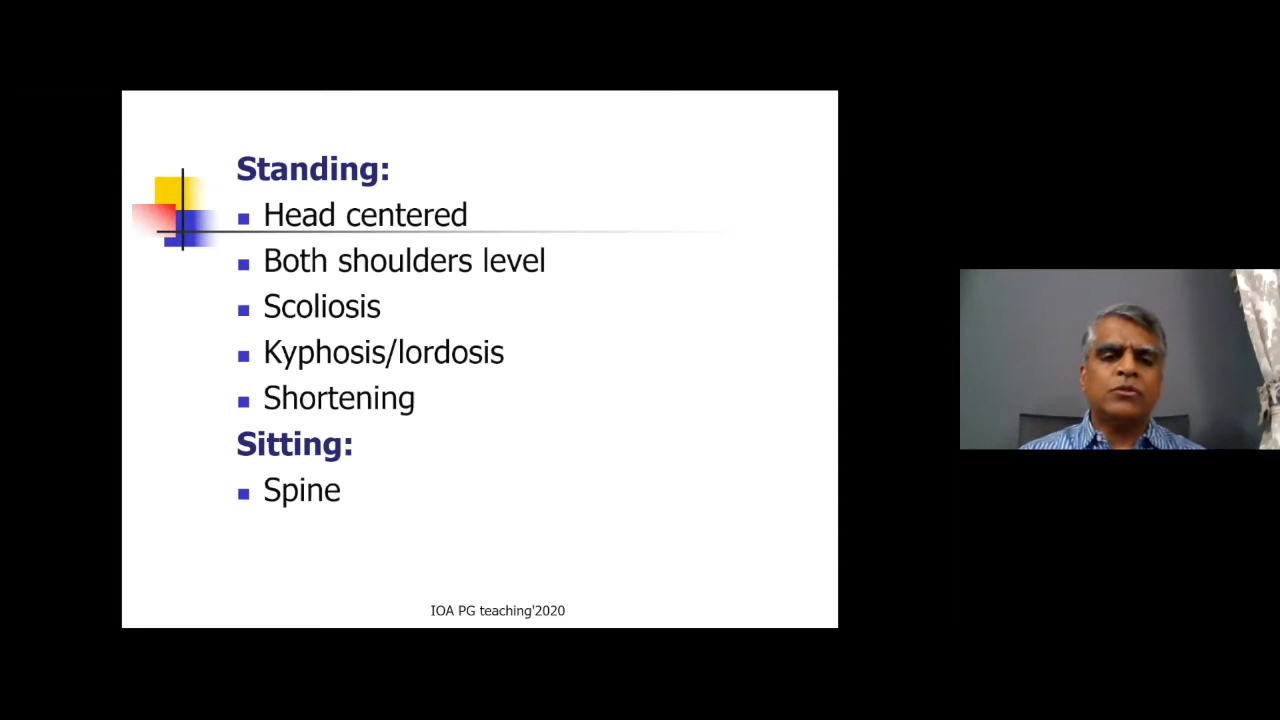 Standing:
Head centered
Both shoulders level
Scoliosis
Kyphosis/lordosis
Shortening
Sitting:
Spine
IOA PG teaching'2020